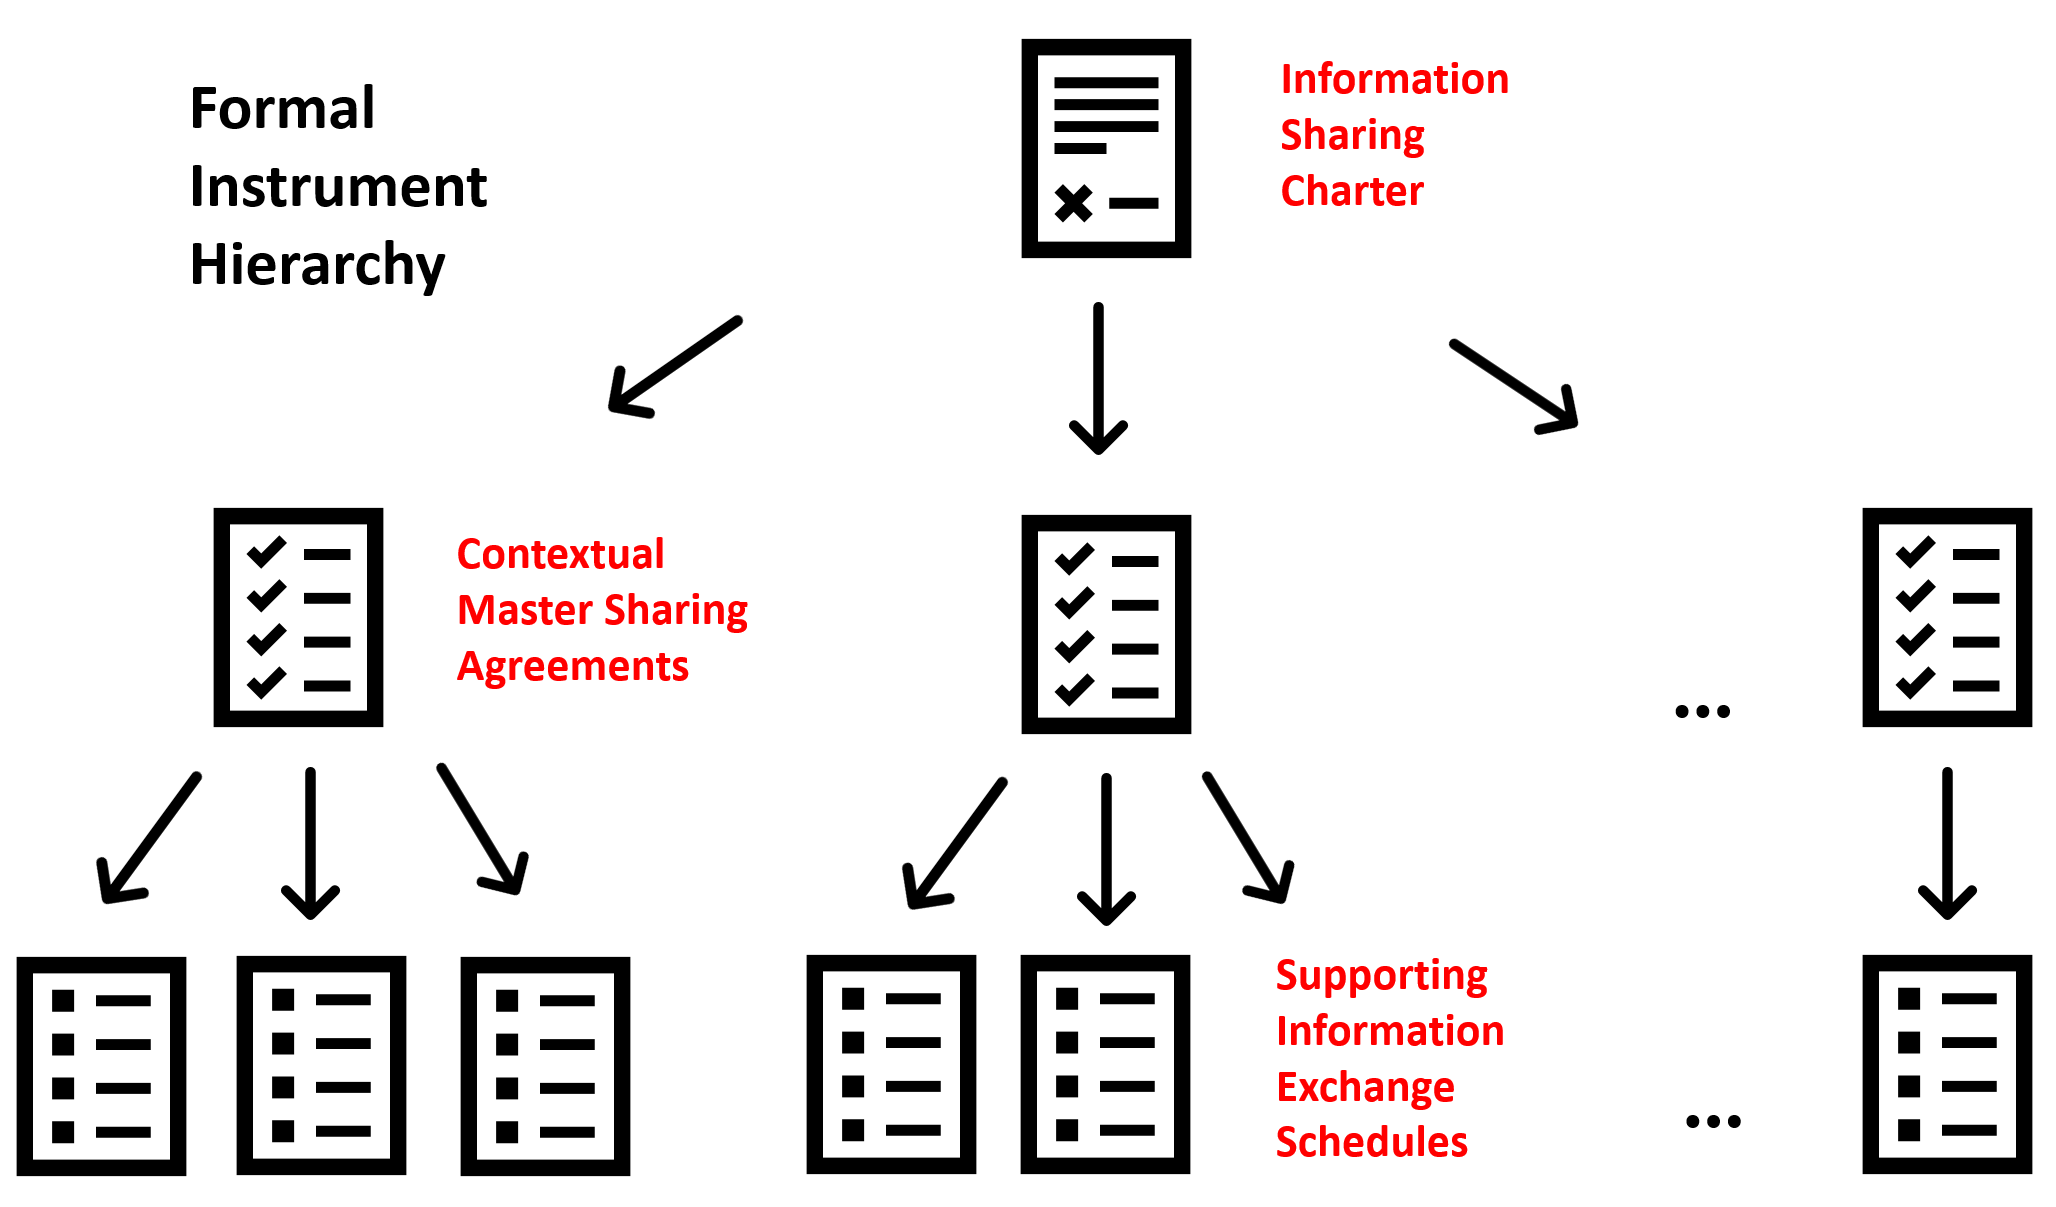 Formal
Instrument
Hierarchy
Information
Sharing
Charter
Contextual
Master Sharing
Agreements
...
Supporting
Information
Exchange
Schedules
...